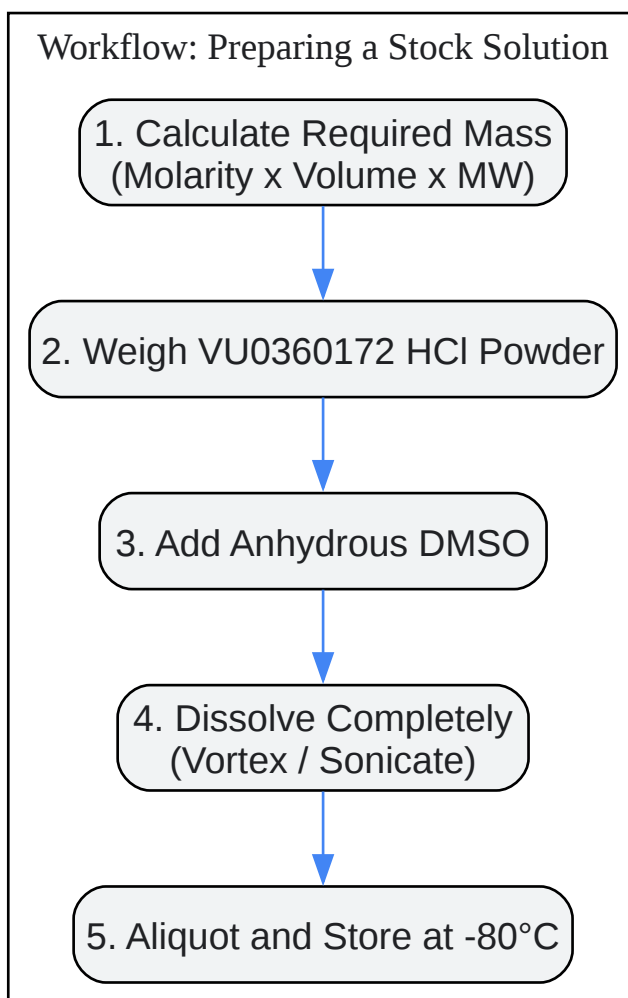 Workflow: Preparing a Stock Solution
1. Calculate Required Mass
(Molarity x Volume x MW)
2. Weigh VU0360172 HCl Powder
3. Add Anhydrous DMSO
4. Dissolve Completely
(Vortex / Sonicate)
5. Aliquot and Store at -80°C